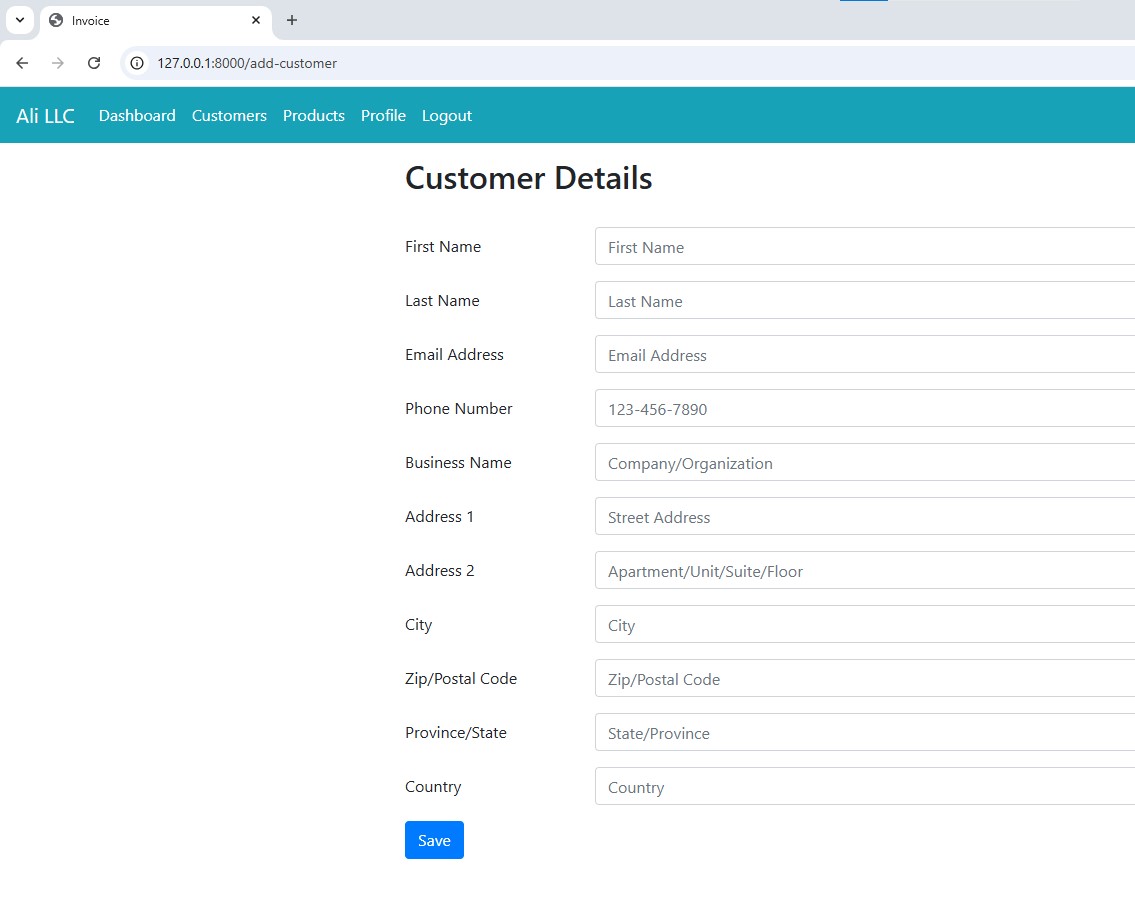 Invoice
127.0.0.1:8000/add-customer
Ali LLC Dashboard Customers Products Profile Logout
Customer Details
First Name First Name
Last Name Last Name
Email Address Email Address
Phone Number 123-456-7890
Business Name Company/Organization
Address 1 Street Address
Address 2 Apartment/Unit/Suite/Floor
City City
Zip/Postal Code Zip/Postal Code
Province/State State/Province
Country Country
Save